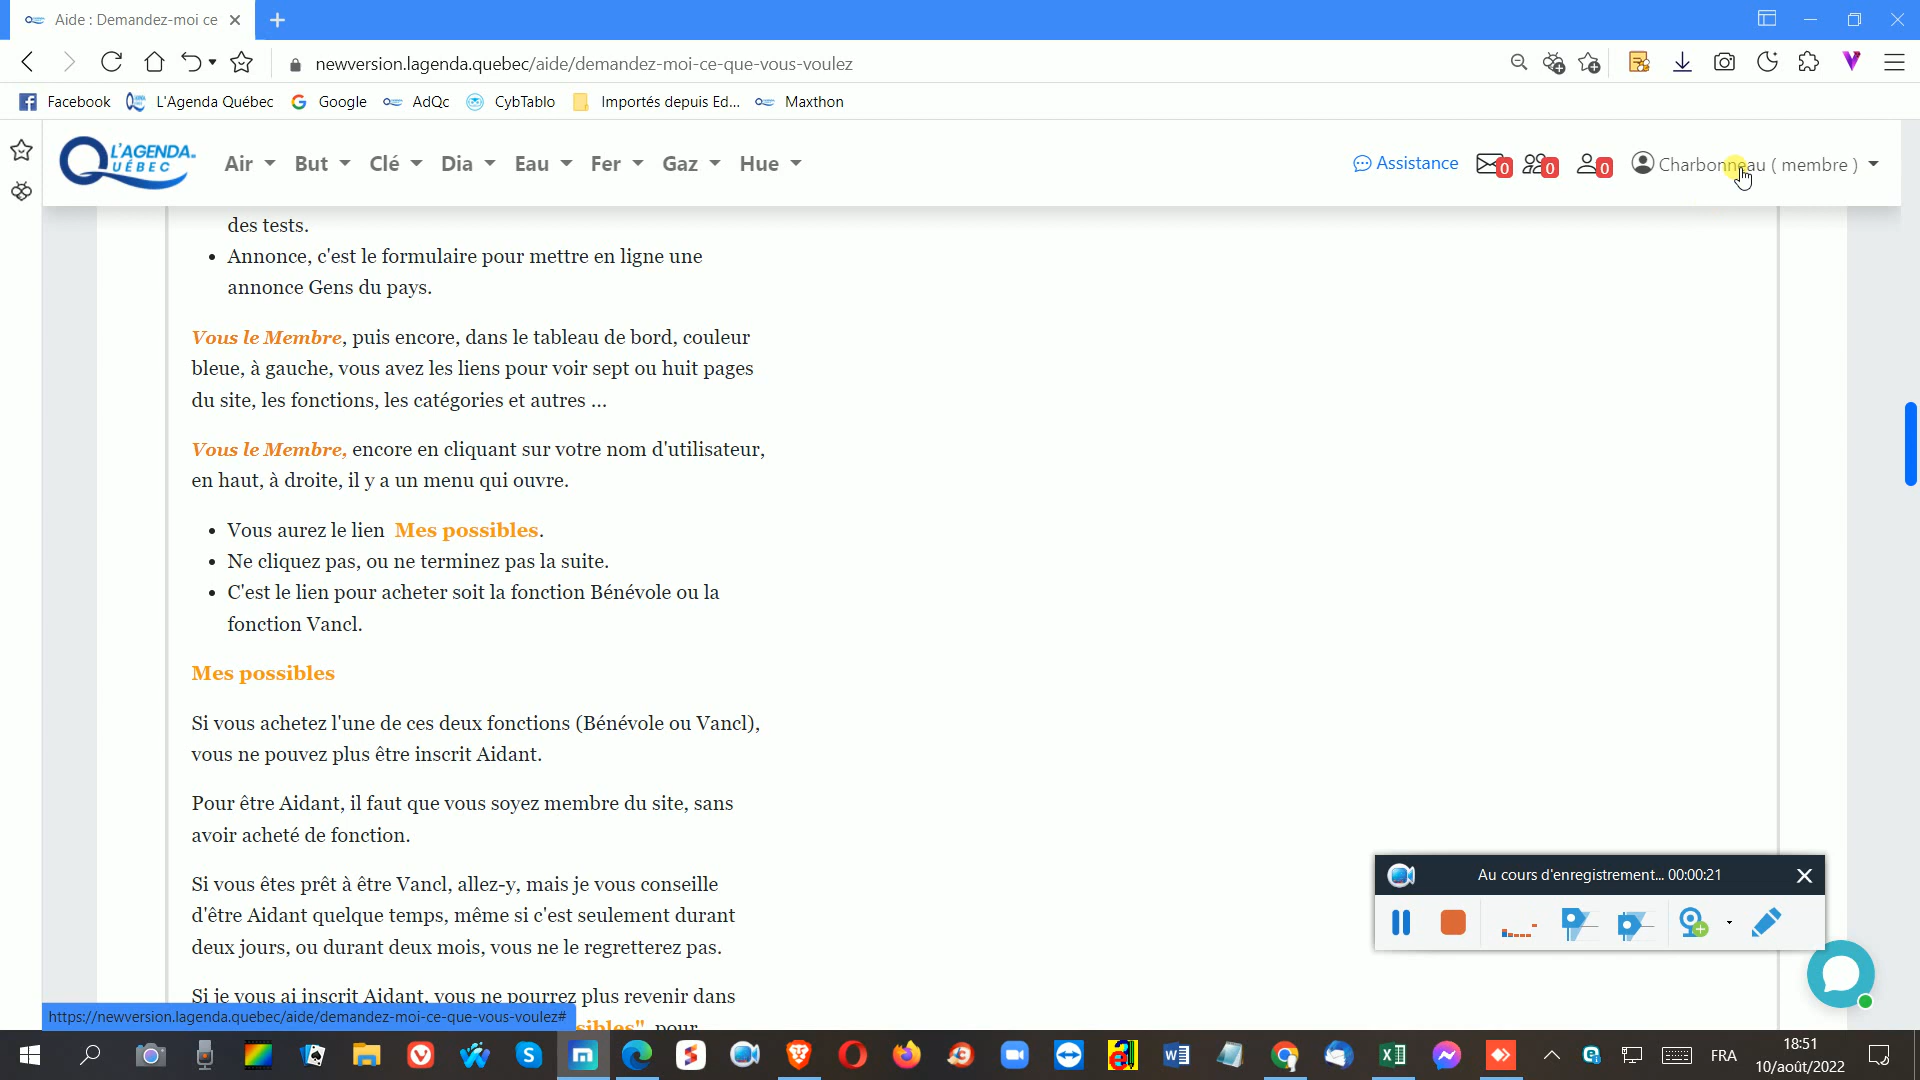 Aide : Demandez-moi ce
newversion.lagenda.quebec/aide/demandez-moi-ce-que-vous-voulez
Facebook L'Agenda Québec Google AdQc CybTablo Importés depuis Ed... Maxthon
L'AGENDA.
QUÉBEC
Air But Clé Dia Eau Fer Gaz Hue Assistance 0 0 0 Charbonneau ( membre )
des tests.
• Annonce, c'est le formulaire pour mettre en ligne une
annonce Gens du pays.
Vous le Membre, puis encore, dans le tableau de bord, couleur
bleue, à gauche, vous avez les liens pour voir sept ou huit pages
du site, les fonctions, les catégories et autres ...
Vous le Membre, encore en cliquant sur votre nom d'utilisateur,
en haut, à droite, il y a un menu qui ouvre.
• Vous aurez le lien Mes possibles.
• Ne cliquez pas, ou ne terminez pas la suite.
• C'est le lien pour acheter soit la fonction Bénévole ou la
fonction Vancl.
Mes possibles
Si vous achetez l'une de ces deux fonctions (Bénévole ou Vancl),
vous ne pouvez plus être inscrit Aidant.
Pour être Aidant, il faut que vous soyez membre du site, sans
avoir acheté de fonction.
Si vous êtes prêt à être Vancl, allez-y, mais je vous conseille
d'être Aidant quelque temps, même si c'est seulement durant
deux jours, ou durant deux mois, vous ne le regretterez pas.
Si je vous ai inscrit Aidant, vous ne pourrez plus revenir dans
sibles" pour
Au cours d'enregistrement... 00:00:21
https://newversion.lagenda.quebec/aide/demandez-moi-ce-que-vous-voulez#
FRA
18:51
10/août/2022